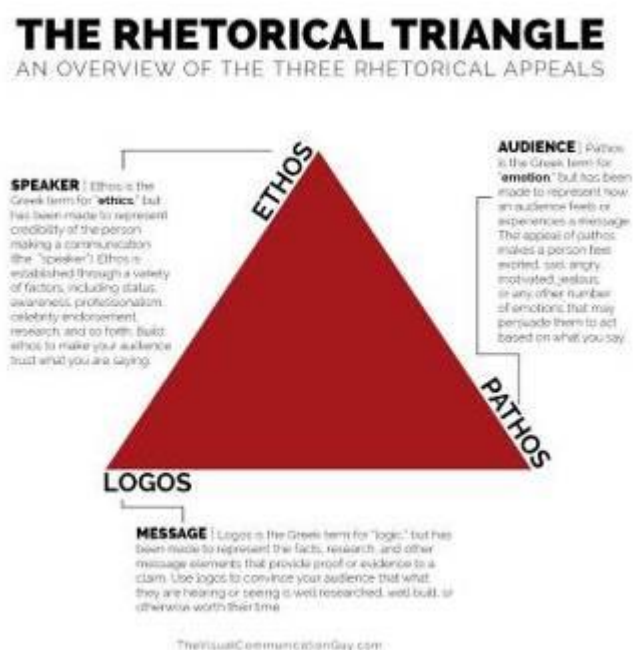 THE RHETORICAL TRIANGLE
AN OVERVIEW OF THE THREE RHETORICAL APPEALS
ETHOS
SPEAKER | Ethos is the
Greek term for "ethics," but
has been made to represent
credibility of the person
making a communication
(the "speaker"). Ethos is
established through a variety
of factors, including status,
awareness, professionalism,
celebrity endorsement,
research, and so forth. Build
ethos to make your audience
trust what you are saying.
AUDIENCE | Pathos
is the Greek term for
"emotion," but has been
made to represent how
an audience feels or
experiences a message.
The appeal of pathos
makes a person feel
excited, sad, angry,
motivated, jealous,
or any other number
of emotions that may
persuade them to act
based on what you say.
PATHOS
LOGOS
MESSAGE | Logos is the Greek term for "logic," but has
been made to represent the facts, research, and other
message elements that provide proof or evidence to a
claim. Use logos to convince your audience that what
they are hearing or seeing is well researched, well built, or
otherwise worth their time.
TheVisualCommunicationGuy.com